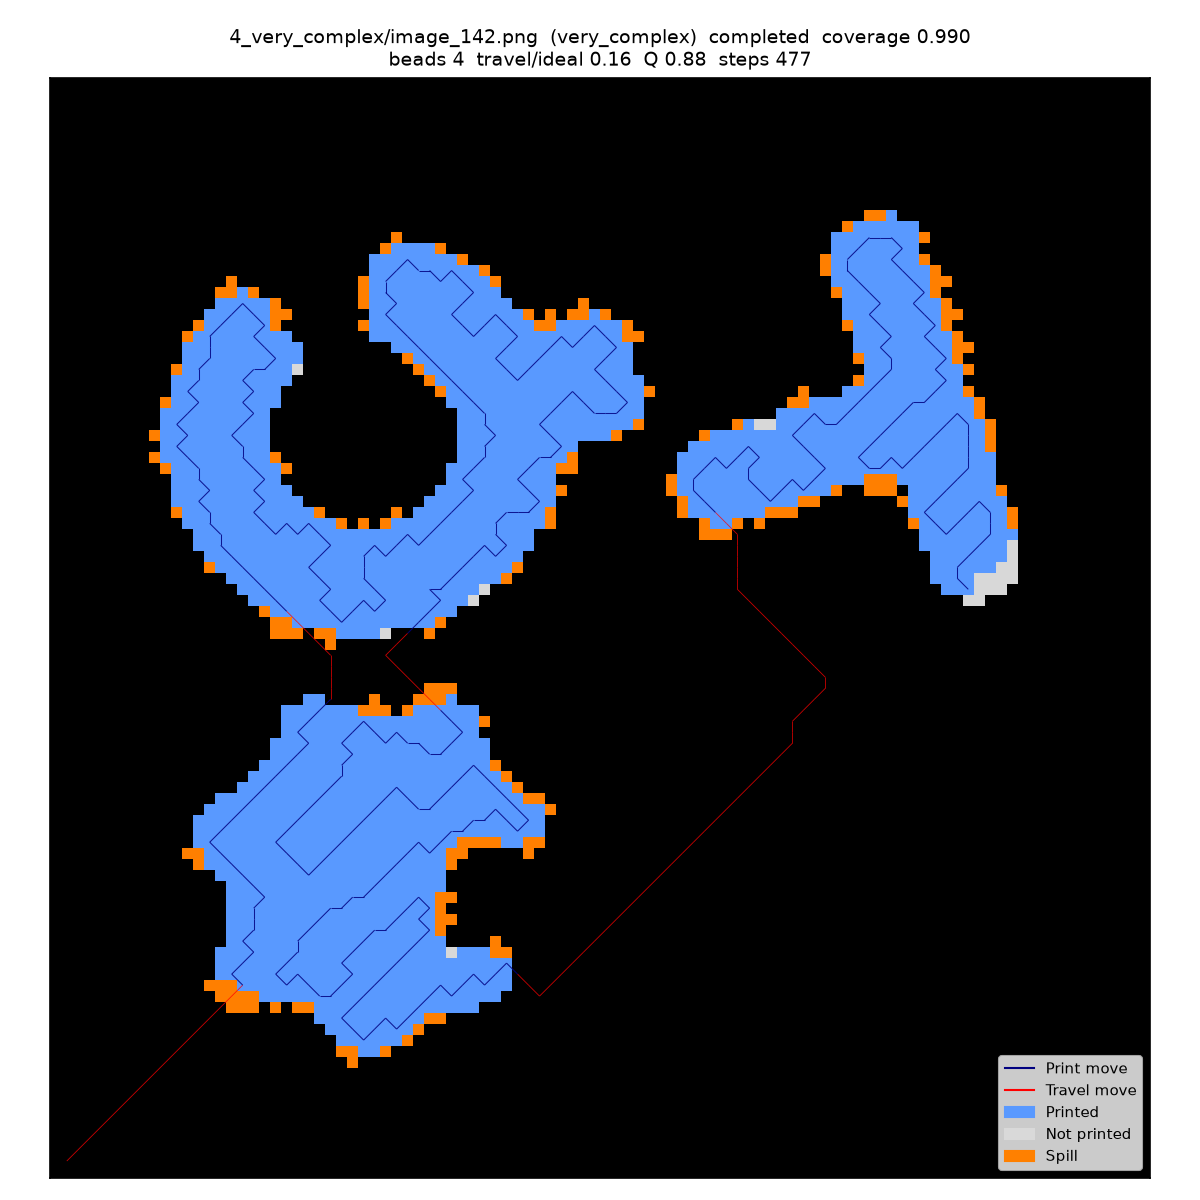 4_very_complex/image_142.png  (very_complex)  completed  coverage 0.990
beads 4  travel/ideal 0.16  Q 0.88  steps 477
Print move
Travel move
Printed
Not printed
Spill